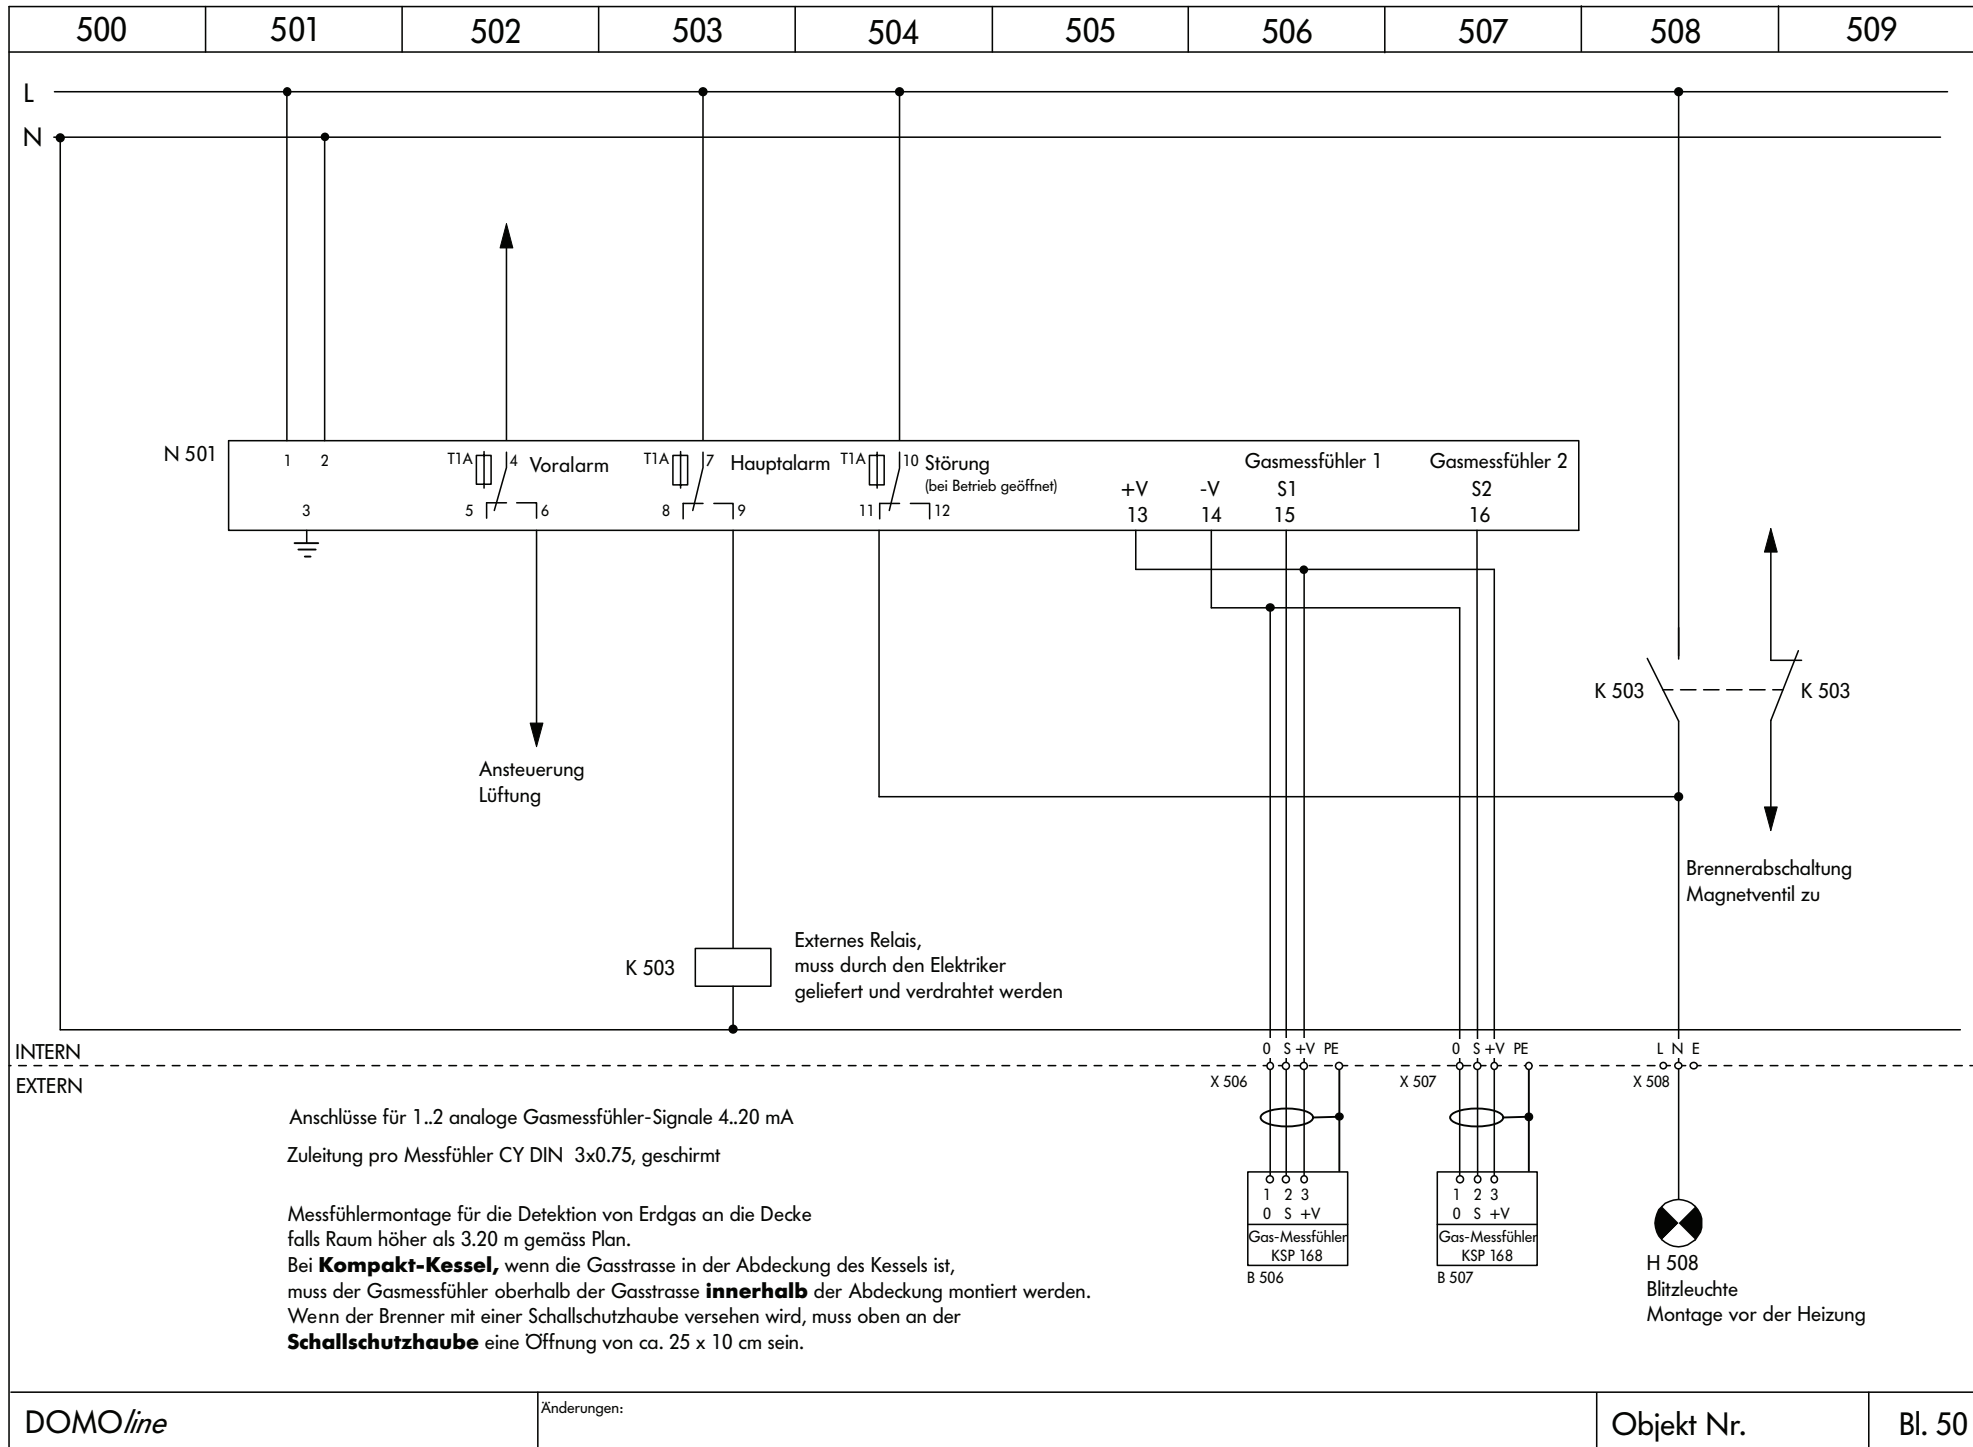 500 501 502 503 504 505 506 507 508 509
L
N
N 501
1 2
T1A 4 Voralarm
T1A 7 Hauptalarm
T1A 10 Störung
(bei Betrieb geöffnet)
Gasmessfühler 1
Gasmessfühler 2
+V -V S1 S2
3
5 6
8 9
11 12
13 14 15 16
K 503
K 503
Ansteuerung
Lüftung
Brennerabschaltung
Magnetventil zu
K 503
Externes Relais,
muss durch den Elektriker
geliefert und verdrahtet werden
INTERN
0 S +V PE
0 S +V PE
L N E
EXTERN
X 506
X 507
X 508
Anschlüsse für 1..2 analoge Gasmessfühler-Signale 4..20 mA
Zuleitung pro Messfühler CY DIN 3x0.75, geschirmt
Messfühlermontage für die Detektion von Erdgas an die Decke
falls Raum höher als 3.20 m gemäss Plan.
Bei Kompakt-Kessel, wenn die Gasstrasse in der Abdeckung des Kessels ist,
muss der Gasmessfühler oberhalb der Gasstrasse innerhalb der Abdeckung montiert werden.
Wenn der Brenner mit einer Schallschutzhaube versehen wird, muss oben an der
Schallschutzhaube eine Öffnung von ca. 25 x 10 cm sein.
1 2 3
0 S +V
Gas-Messfühler
KSP 168
B 506
1 2 3
0 S +V
Gas-Messfühler
KSP 168
B 507
H 508
Blitzleuchte
Montage vor der Heizung
DOMOline
Änderungen:
Objekt Nr.
Bl. 50